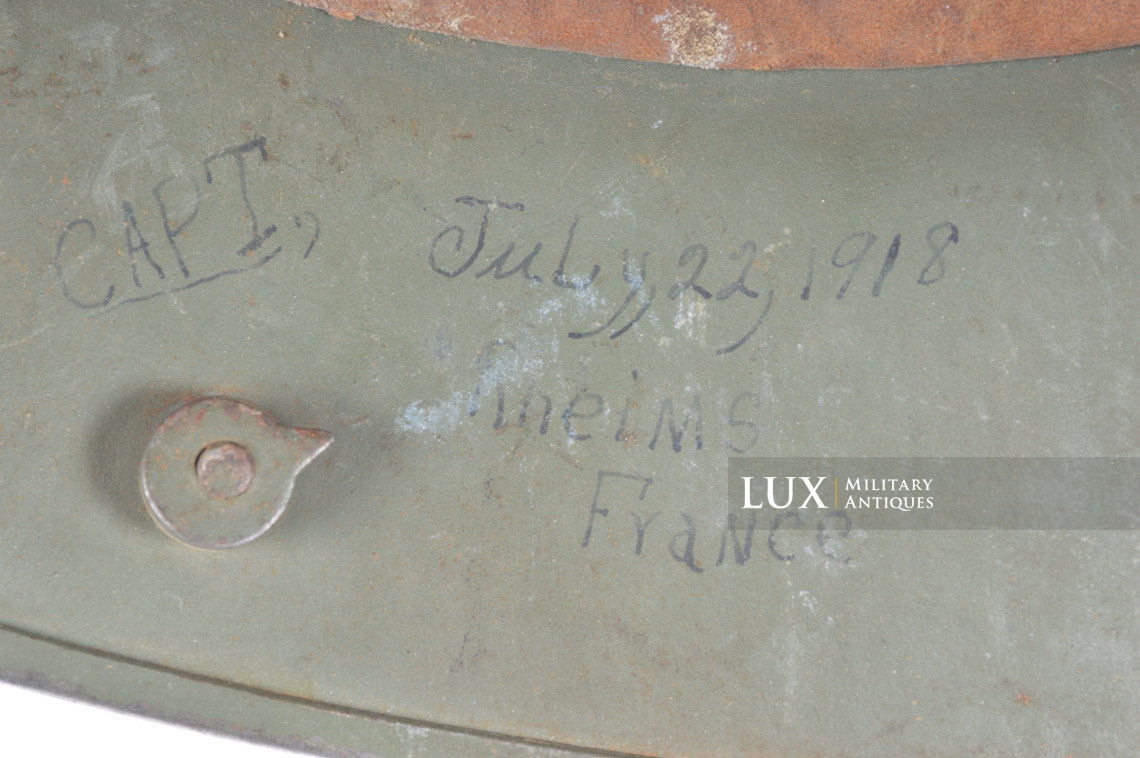 CAPT., July, 22, 1918
"Rheims
France
LUX MILITARY ANTIQUES